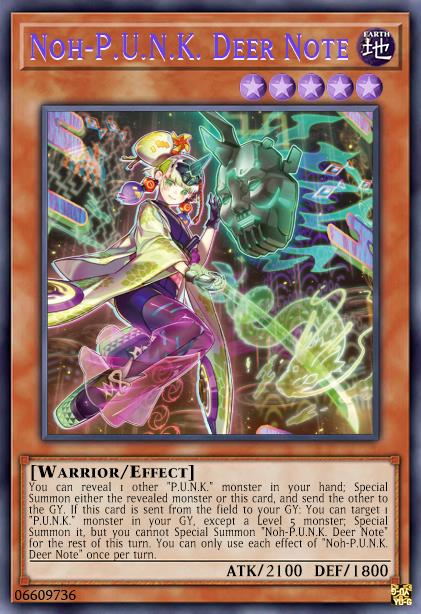 Noh-P.U.N.K. Deer Note
EARTH
地
[Warrior/Effect]
You can reveal 1 other "P.U.N.K." monster in your hand; Special
Summon either the revealed monster or this card, and send the other to
the GY. If this card is sent from the field to your GY: You can target 1
"P.U.N.K." monster in your GY, except a Level 5 monster; Special
Summon it, but you cannot Special Summon "Noh-P.U.N.K. Deer Note"
for the rest of this turn. You can only use each effect of "Noh-P.U.N.K.
Deer Note" once per turn.
ATK/2100 DEF/1800
06609736